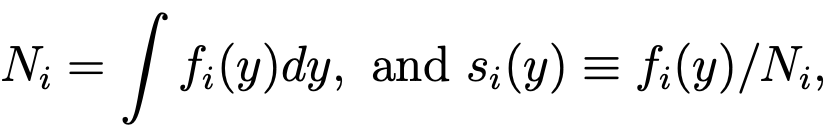 N_i = ∫ f_i(y)dy, and s_i(y) ≡ f_i(y)/N_i,